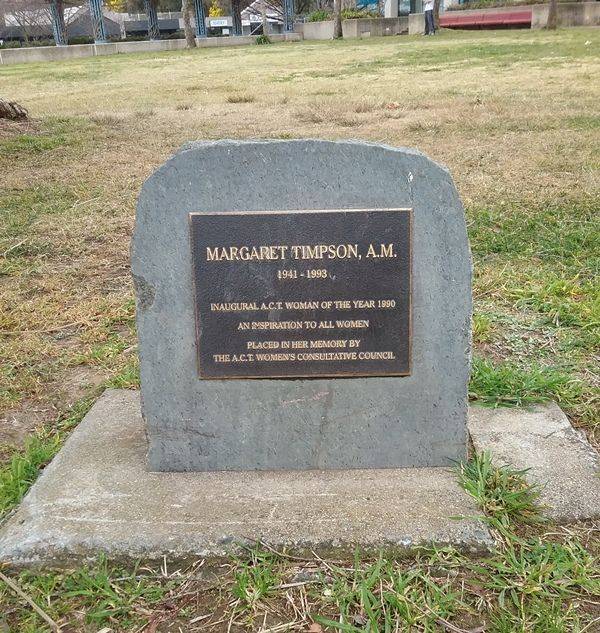 MARGARET TIMPSON, A.M.
1941 - 1993
INAUGURAL A.C.T. WOMAN OF THE YEAR 1990
AN INSPIRATION TO ALL WOMEN
PLACED IN HER MEMORY BY
THE A.C.T. WOMEN'S CONSULTATIVE COUNCIL